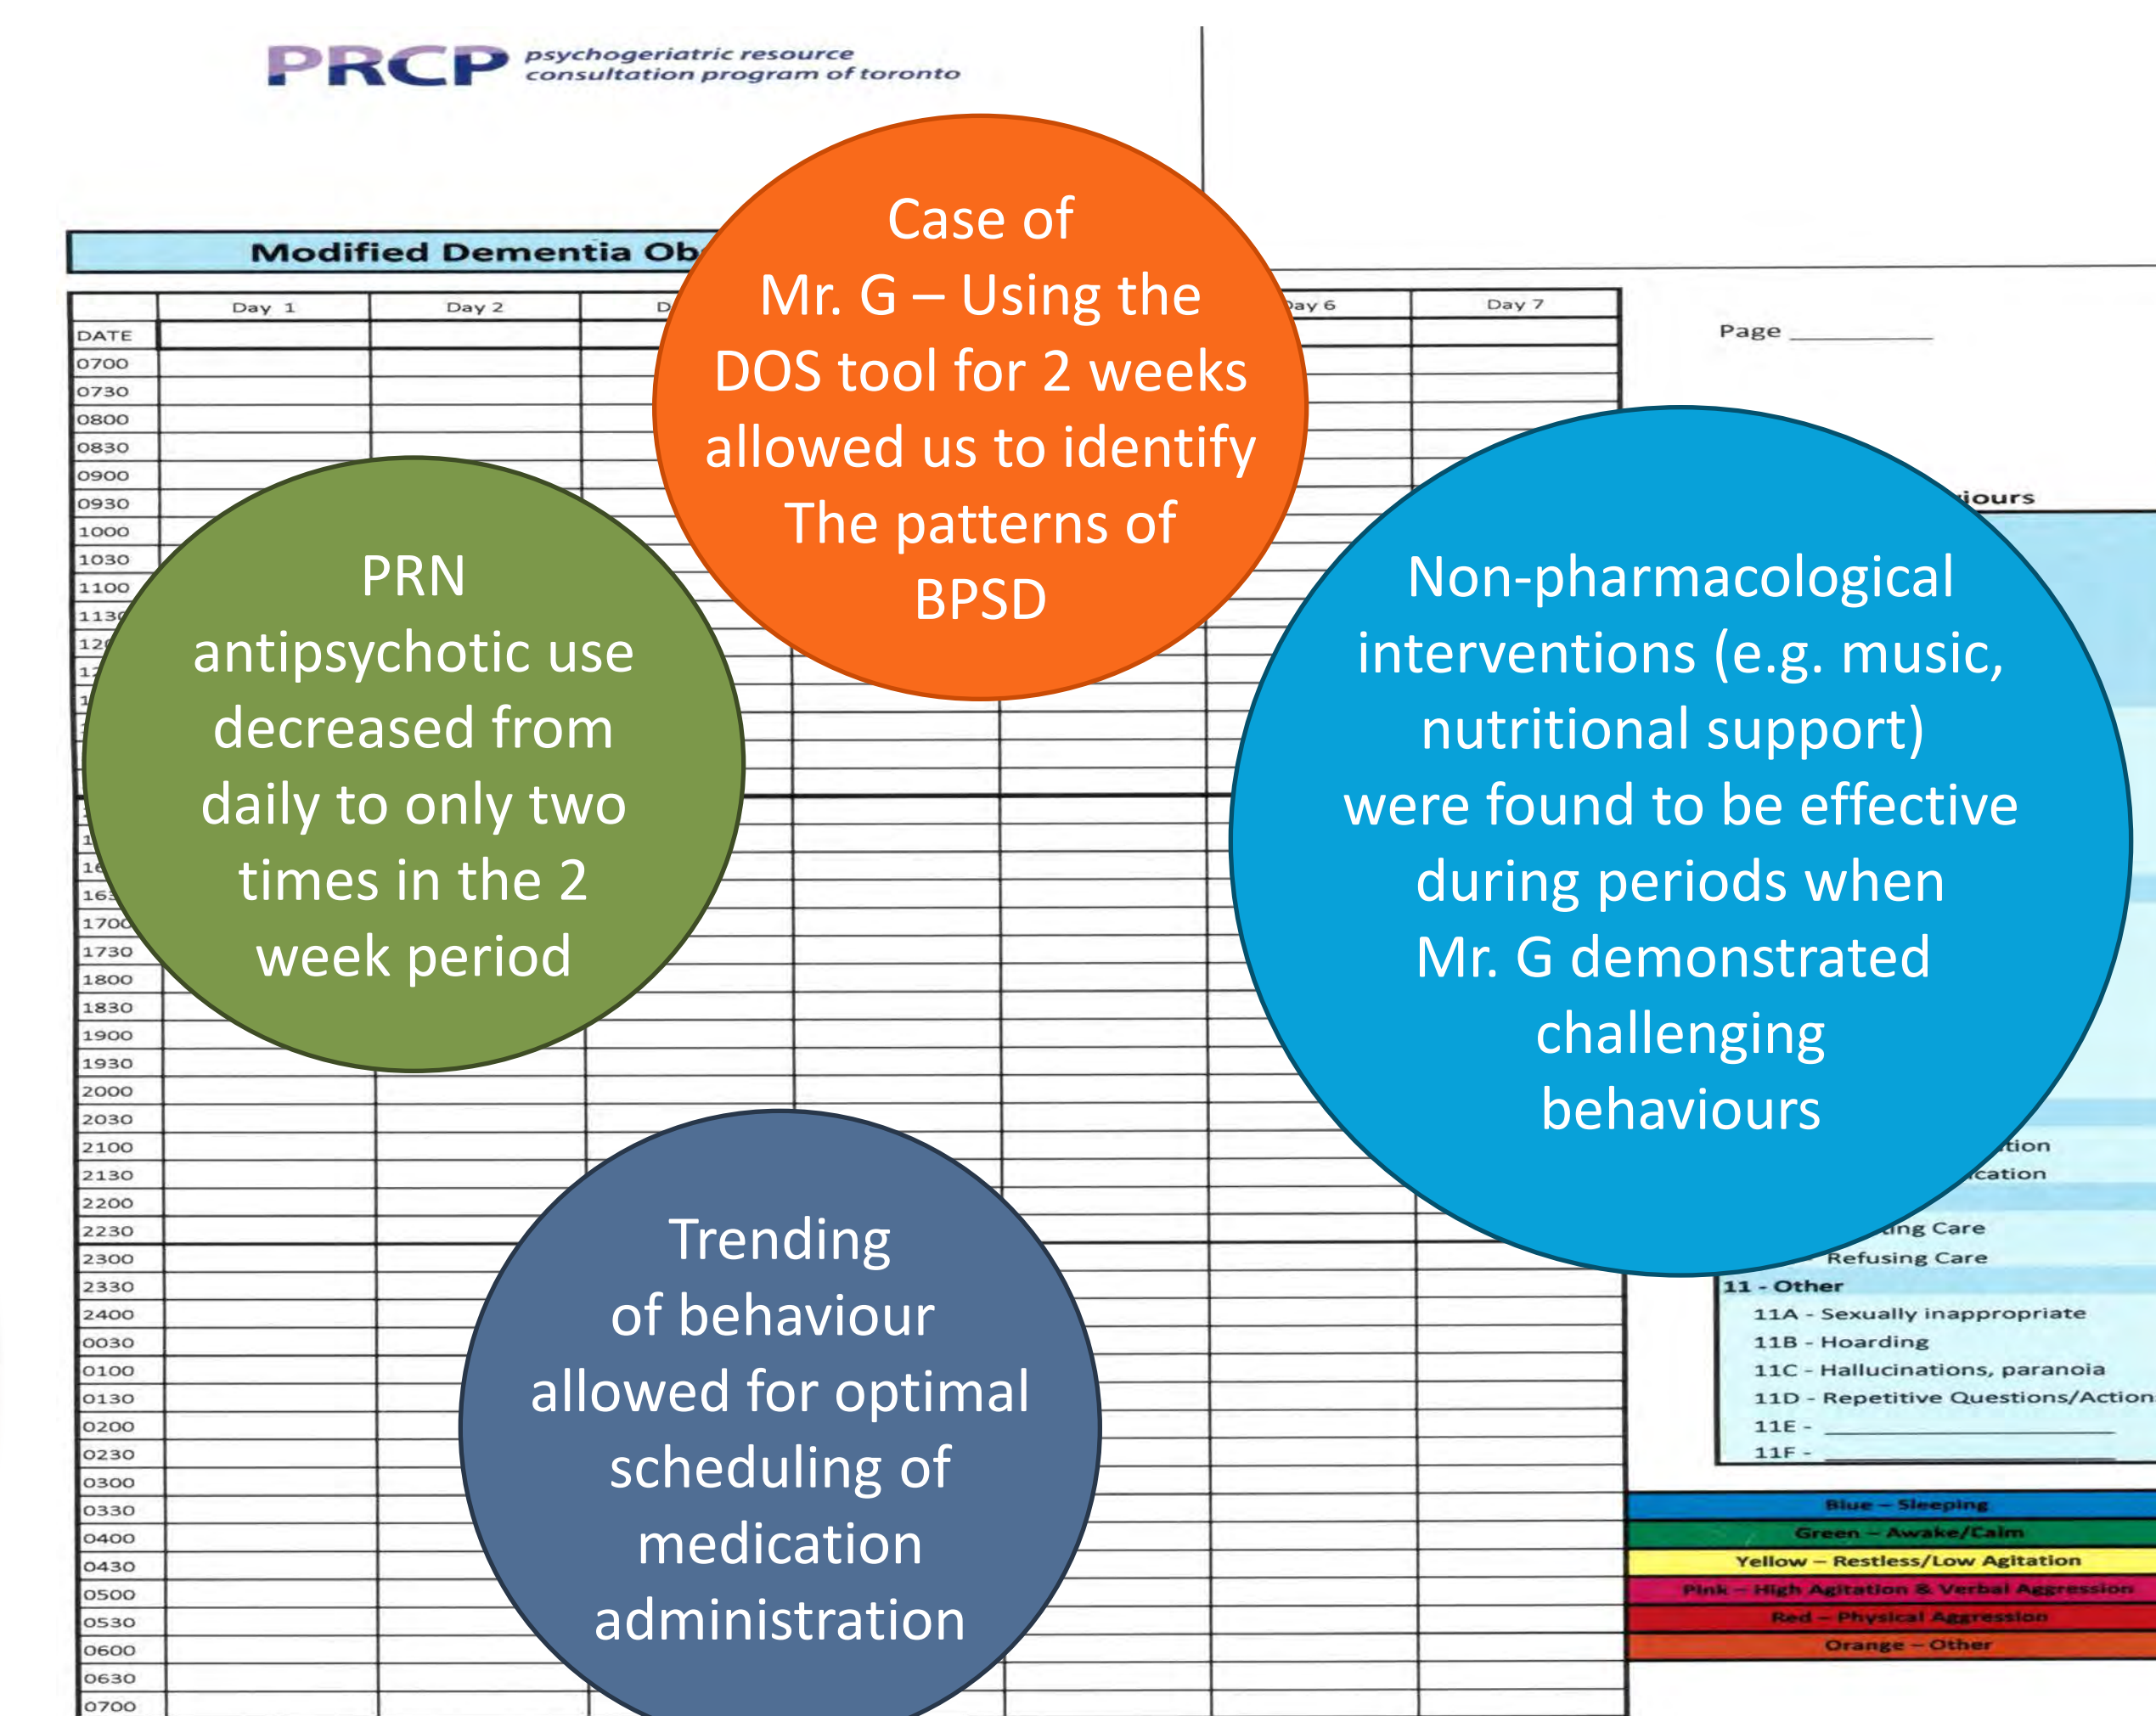 PRCP psychogeriatric resource
consultation program of toronto
Modified Dementia
Day 1 Day 2 Day 7
DATE
Page
0700
0730
0800
0830
0900
0930
1000
1030
1100
1700
1730
1800
1830
1900
1930
2000
2030
2100
2130
2200
2230
2300
2330
2400
0030
0100
0130
0200
0230
0300
0330
0400
0430
0500
0530
0600
0630
0700
Case of
Mr. G – Using the
DOS tool for 2 weeks
allowed us to identify
The patterns of
BPSD
PRN
antipsychotic use
decreased from
daily to only two
times in the 2
week period
Non-pharmacological
interventions (e.g. music,
nutritional support)
were found to be effective
during periods when
Mr. G demonstrated
challenging
behaviours
Trending
of behaviour
allowed for optimal
scheduling of
medication
administration
Care
Refusing Care
11 - Other
11A - Sexually inappropriate
11B - Hoarding
11C - Hallucinations, paranoia
11D - Repetitive Questions/Action
11E -
11F -
Blue – Sleeping
Green – Awake/Calm
Yellow – Restless/Low Agitation
Pink – High Agitation & Verbal Aggression
Red – Physical Aggression
Orange – Other